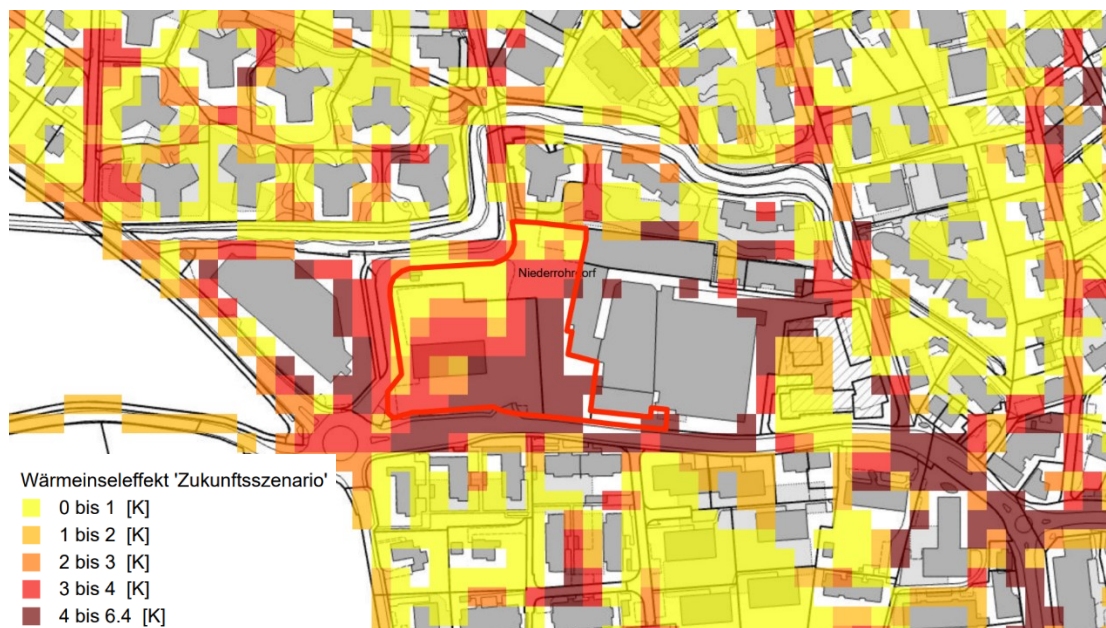 Niederrohrdorf
Wärmeinseleffekt 'Zukunftsszenario'
0 bis 1 [K]
1 bis 2 [K]
2 bis 3 [K]
3 bis 4 [K]
4 bis 6.4 [K]